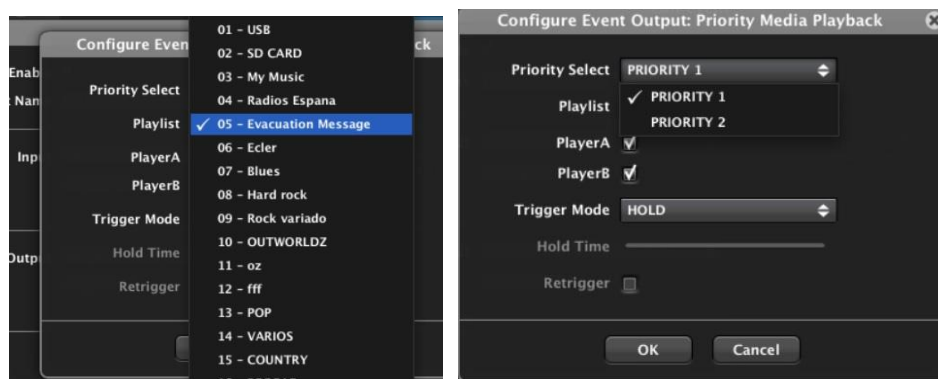 Configure Even
ck
Enab
Nan
Inp
Outp
Priority Select
Playlist
PlayerA
PlayerB
Trigger Mode
Hold Time
Retrigger
01 - USB
02 - SD CARD
03 - My Music
04 - Radios Espana
✓ 05 - Evacuation Message
06 - Ecler
07 - Blues
08 - Hard rock
09 - Rock variado
10 - OUTWORLDZ
11 - oz
12 - fff
13 - POP
14 - VARIOS
15 - COUNTRY
Configure Event Output: Priority Media Playback
Priority Select PRIORITY 1
✓ PRIORITY 1
Playlist
PRIORITY 2
PlayerA
PlayerB
Trigger Mode HOLD
Hold Time
Retrigger
OK Cancel